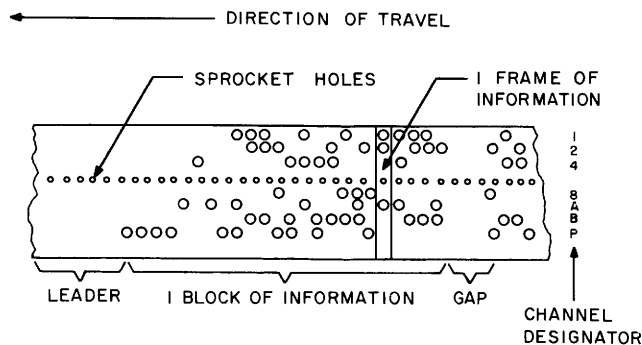 DIRECTION OF TRAVEL
SPROCKET HOLES
1 FRAME OF
INFORMATION
1
2
4
8
A
B
P
LEADER
1 BLOCK OF INFORMATION
GAP
CHANNEL
DESIGNATOR